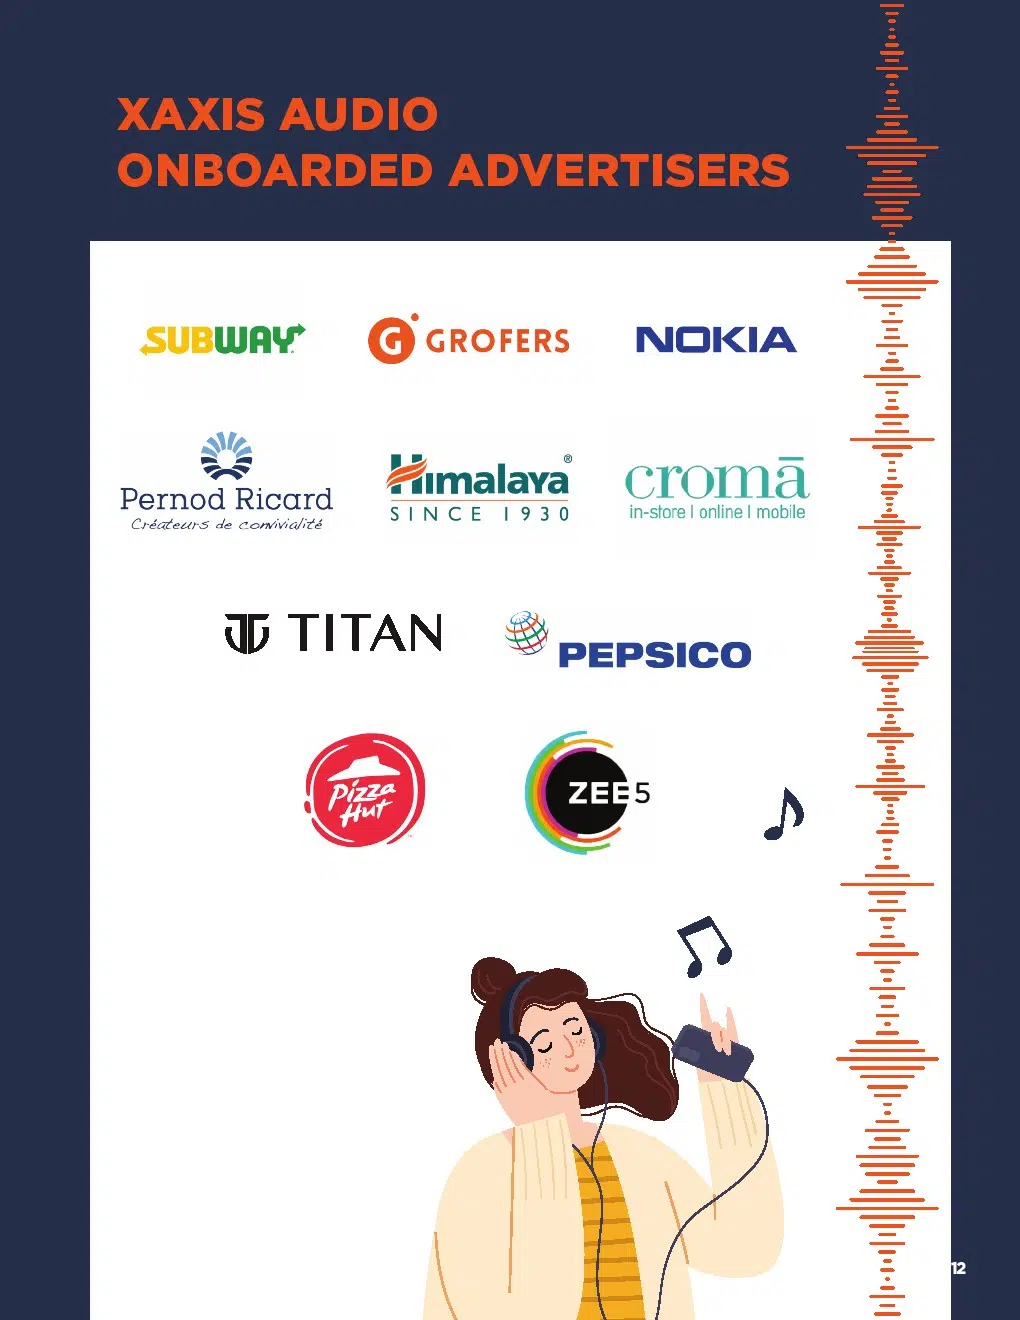 XAXIS AUDIO
ONBOARDED ADVERTISERS
SUBWAY
G GROFERS
NOKIA
Pernod Ricard
Créateurs de convivialité
Himalaya®
SINCE 1930
cromā
in-store | online | mobile
TITAN
PEPSICO
Pizza
Hut
ZEE5
12